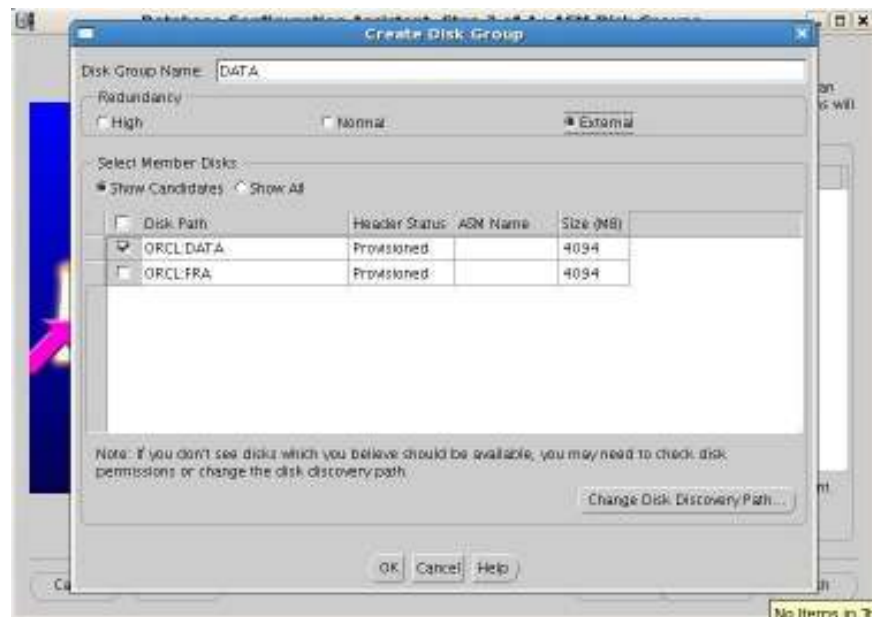 Create Disk Group
Disk Group Name: DATA
Redundancy
High Normal External
Select Member Disks
Show Candidates Show All
Disk Path Header Status ASM Name Size (MB)
ORCL:DATA Provisioned 4094
ORCL:FRA Provisioned 4094
Note: If you don't see disks which you believe should be available, you may need to check disk
permissions or change the disk discovery path.
Change Disk Discovery Path...
OK Cancel Help
No Items in